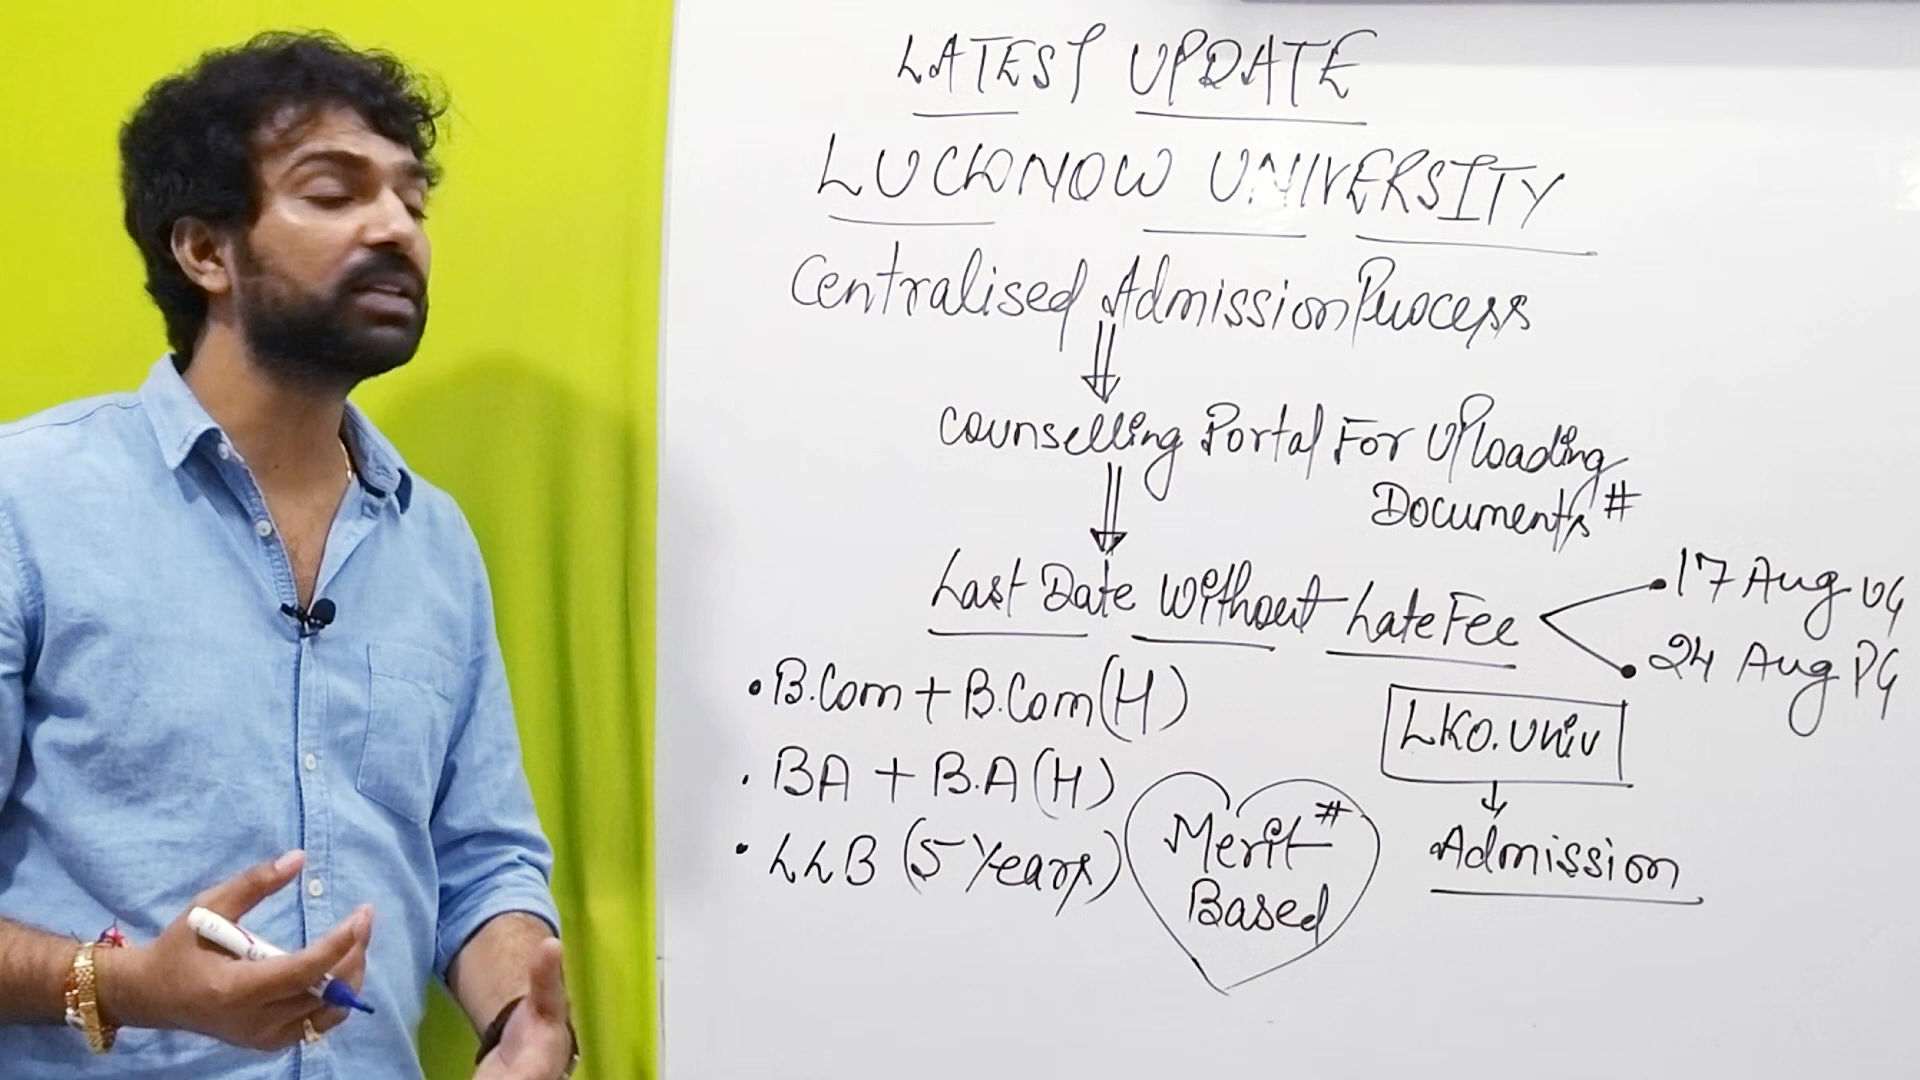 LATEST UPDATE
LUCKNOW UNIVERSITY
Centralised Admission Process
Counselling Portal For Uploading
Documents #
Last Date Without Late Fee
17 Aug UG
24 Aug PG
• B.Com + B.Com (H)
• BA + B.A (H)
• LLB (5 Years)
Merit #
Based
LKO. Univ
Admission